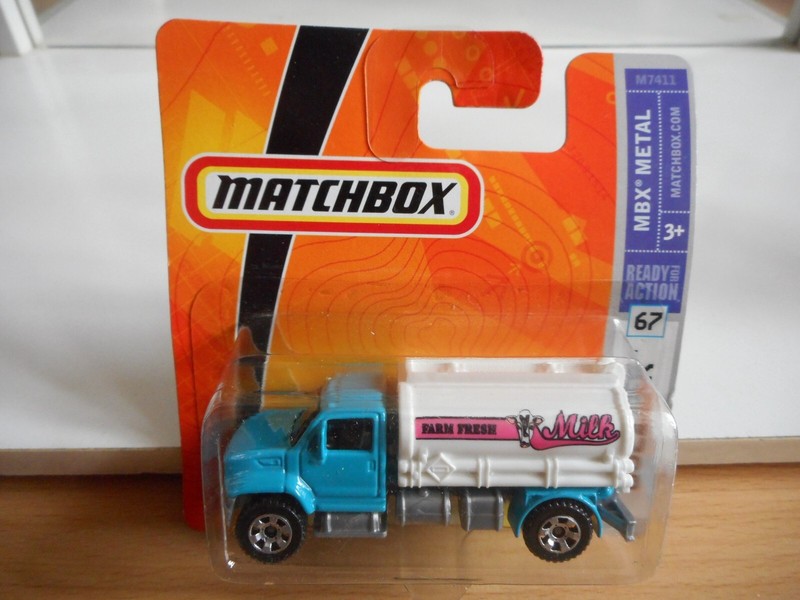 MATCHBOX®
M7411
MBX® METAL
MATCHBOX.COM
3+
READY FOR
ACTION
67
FARM FRESH
Milk